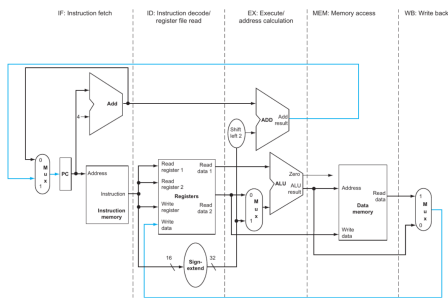 IF: Instruction fetch
ID: Instruction decode/
register file read
EX: Execute/
address calculation
MEM: Memory access
WB: Write back
Add
4
ADD
Add
result
Shift
left 2
0
M
u
x
1
PC
Address
Instruction
Instruction
memory
Read
register 1
Read
register 2
Registers
Write
register
Write
data
Read
data 1
Read
data 2
0
M
u
x
1
Zero
ALU
ALU
result
Address
Data
memory
Write
data
Read
data
1
M
u
x
0
16
Sign-
extend
32